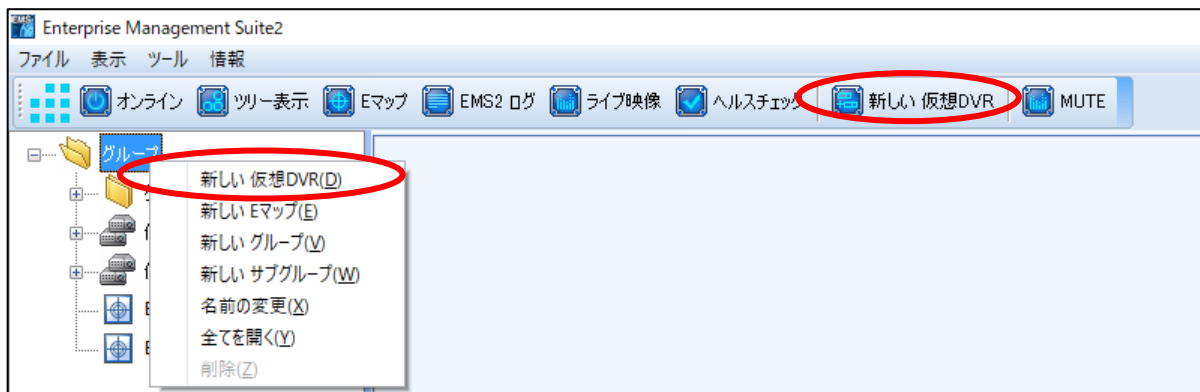 Enterprise Management Suite2
ファイル 表示 ツール 情報
オンライン ツリー表示 Eマップ EMS2 ログ ライブ映像 ヘルスチェック 新しい 仮想DVR MUTE
グループ
新しい 仮想DVR(D)
新しい Eマップ(E)
新しい グループ(V)
新しい サブグループ(W)
名前の変更(X)
全てを開く(Y)
削除(Z)